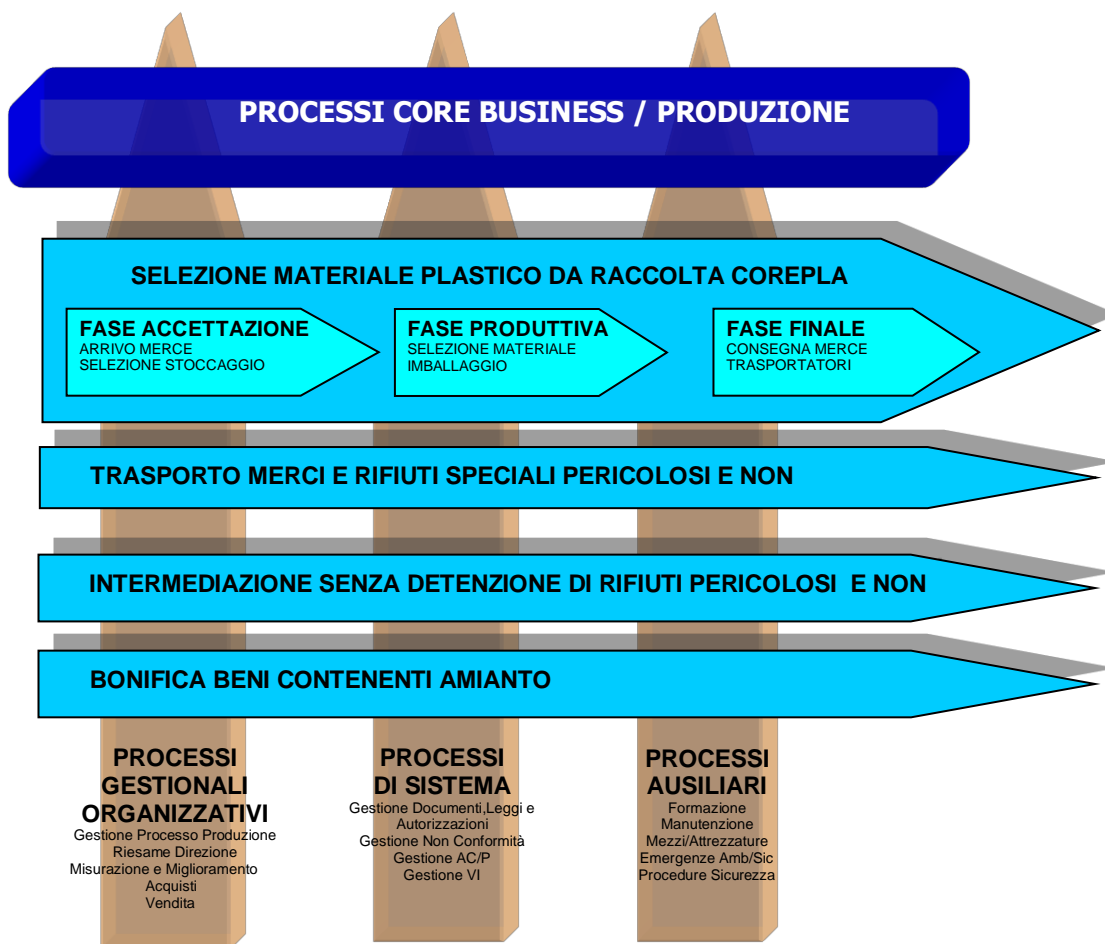 PROCESSI CORE BUSINESS / PRODUZIONE
SELEZIONE MATERIALE PLASTICO DA RACCOLTA COREPLA
FASE ACCETTAZIONE
ARRIVO MERCE
SELEZIONE STOCCAGGIO
FASE PRODUTTIVA
SELEZIONE MATERIALE
IMBALLAGGIO
FASE FINALE
CONSEGNA MERCE
TRASPORTATORI
TRASPORTO MERCI E RIFIUTI SPECIALI PERICOLOSI E NON
INTERMEDIAZIONE SENZA DETENZIONE DI RIFIUTI PERICOLOSI E NON
BONIFICA BENI CONTENENTI AMIANTO
PROCESSI
GESTIONALI
ORGANIZZATIVI
Gestione Processo Produzione
Riesame Direzione
Misurazione e Miglioramento
Acquisti
Vendita
PROCESSI
DI SISTEMA
Gestione Documenti,Leggi e
Autorizzazioni
Gestione Non Conformità
Gestione AC/P
Gestione VI
PROCESSI
AUSILIARI
Formazione
Manutenzione
Mezzi/Attrezzature
Emergenze Amb/Sic
Procedure Sicurezza